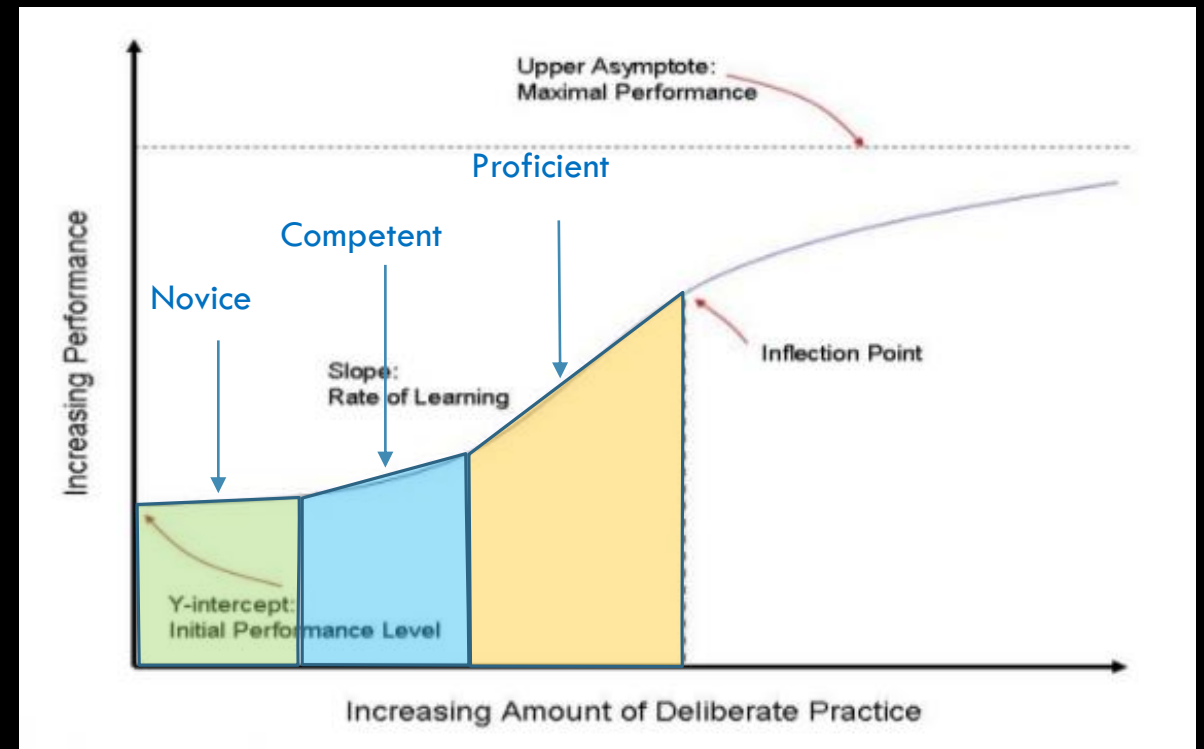 Upper Asymptote:
Maximal Performance
Proficient
Competent
Novice
Increasing Performance
Slope:
Rate of Learning
Inflection Point
Y-intercept:
Initial Performance Level
Increasing Amount of Deliberate Practice